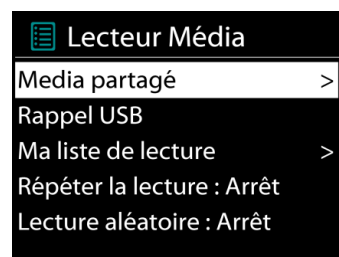 Lecteur Média
Media partagé >
Rappel USB
Ma liste de lecture >
Répéter la lecture : Arrêt
Lecture aléatoire : Arrêt